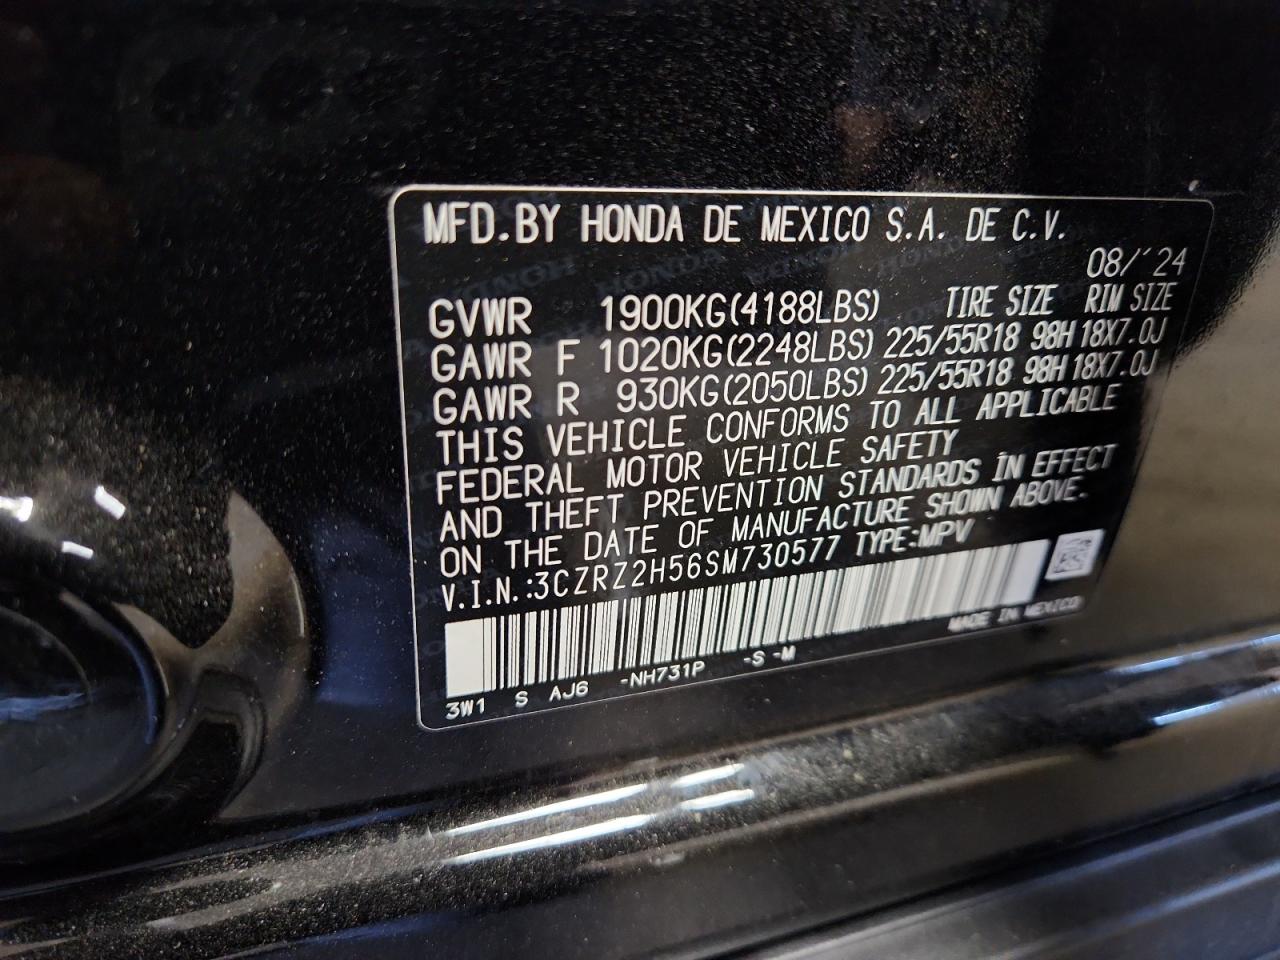 MFD.BY HONDA DE MEXICO S.A. DE C.V.
08/'24
GVWR 1900KG(4188LBS) TIRE SIZE RIM SIZE
GAWR F 1020KG(2248LBS) 225/55R18 98H 18X7.0J
GAWR R 930KG(2050LBS) 225/55R18 98H 18X7.0J
THIS VEHICLE CONFORMS TO ALL APPLICABLE
FEDERAL MOTOR VEHICLE SAFETY
AND THEFT PREVENTION STANDARDS IN EFFECT
ON THE DATE OF MANUFACTURE SHOWN ABOVE.
V.I.N.:3CZRZ2H56SM730577 TYPE:MPV
MADE IN MEXICO
3W1 S AJ6 -NH731P -S -M